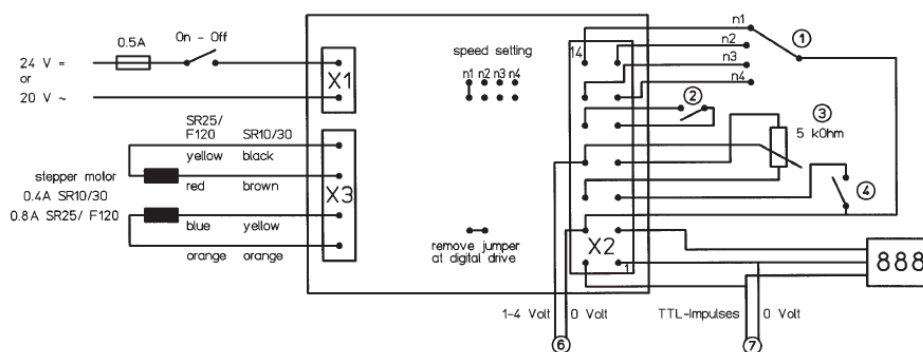 0.5A On - Off
24 V =
or
20 V ~
X1
speed setting
n1 n2 n3 n4
14
n1
n2
n3
n4
1
2
3
5 kOhm
4
SR25/ SR10/30
F120
yellow black
red brown
stepper motor
0.4A SR10/30
0.8A SR25/ F120
blue yellow
orange orange
X3
remove jumper
at digital drive
X2
1
888
1-4 Volt 0 Volt
TTL-Impulses 0 Volt
6
7